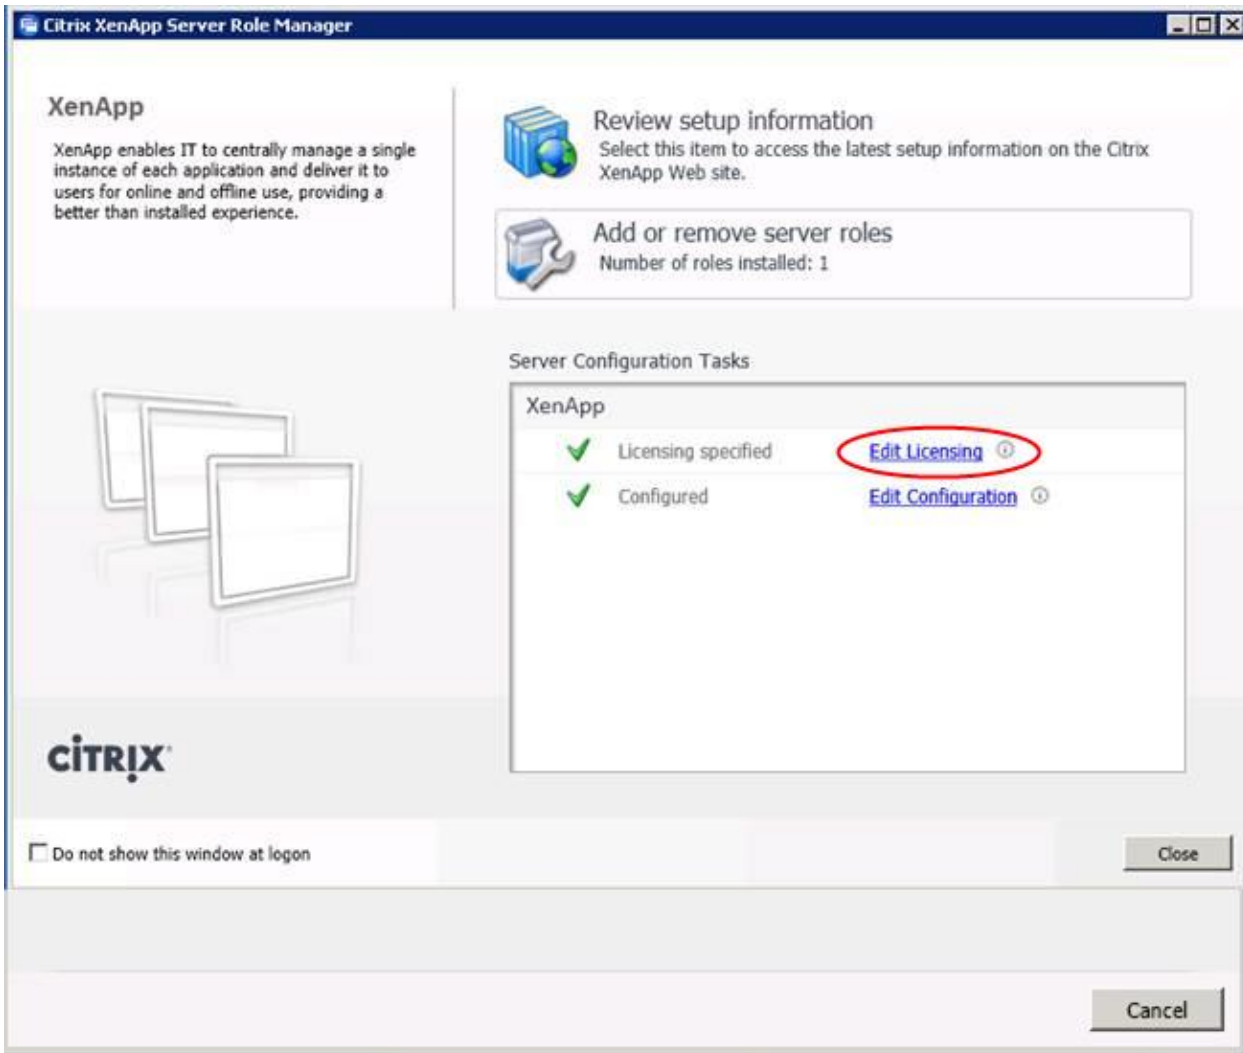 Citrix XenApp Server Role Manager
XenApp
XenApp enables IT to centrally manage a single
instance of each application and deliver it to
users for online and offline use, providing a
better than installed experience.
Review setup information
Select this item to access the latest setup information on the Citrix
XenApp Web site.
Add or remove server roles
Number of roles installed: 1
Server Configuration Tasks
XenApp
Licensing specified Edit Licensing
Configured Edit Configuration
CITRIX
Do not show this window at logon
Close
Cancel